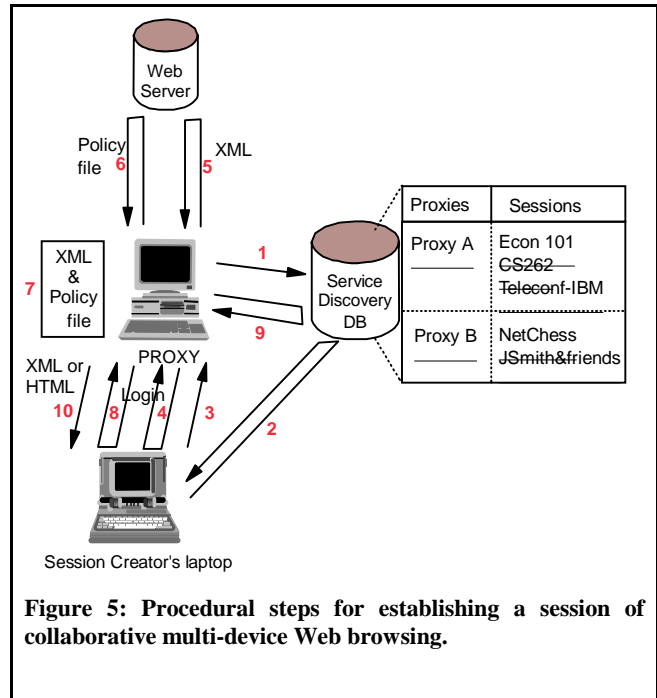 Web
Server
Policy
file
6
5
XML
Proxies
Sessions
Proxy A
Econ 101
CS262
Teleconf-IBM
Proxy B
NetChess
JSmith&friends
1
Service
Discovery
DB
7
XML
&
Policy
file
9
PROXY
XML or
HTML
Login
10
8
4
3
2
Session Creator's laptop
Figure 5: Procedural steps for establishing a session of
collaborative multi-device Web browsing.